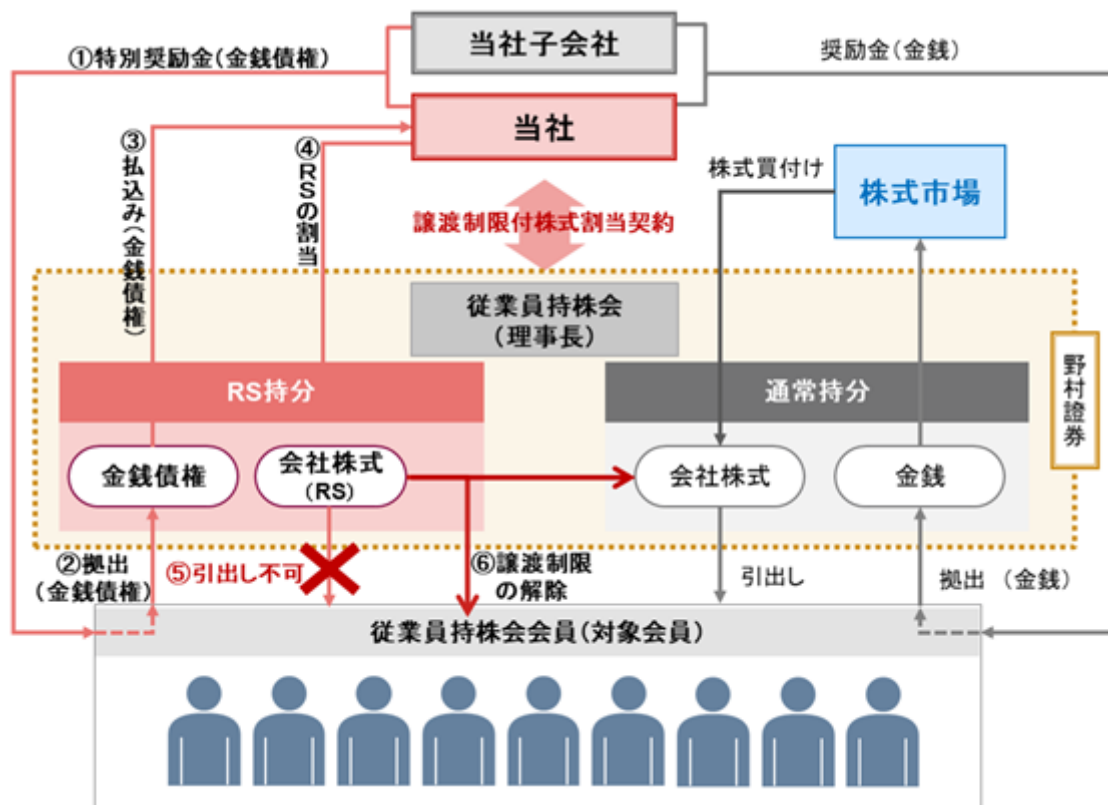 当社子会社
①特別奨励金(金銭債権)
奨励金(金銭)
当社
③払込み(金銭債権)
④RSの割当
株式買付け
株式市場
譲渡制限付株式割当契約
従業員持株会
(理事長)
野村證券
RS持分
通常持分
金銭債権
会社株式
(RS)
会社株式
金銭
②拠出
(金銭債権)
⑤引出し不可
⑥譲渡制限
の解除
引出し
拠出 (金銭)
従業員持株会会員(対象会員)